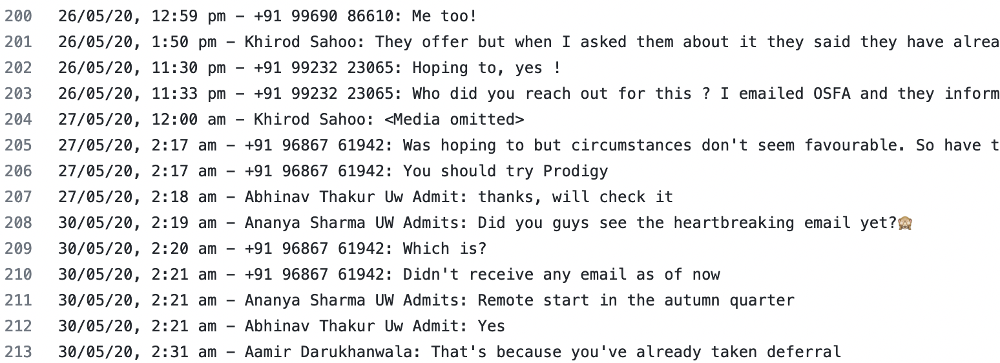 200 26/05/20, 12:59 pm - +91 99690 86610: Me too!
201 26/05/20, 1:50 pm - Khirod Sahoo: They offer but when I asked them about it they said they have alrea
202 26/05/20, 11:30 pm - +91 99232 23065: Hoping to, yes !
203 26/05/20, 11:33 pm - +91 99232 23065: Who did you reach out for this ? I emailed OSFA and they inform
204 27/05/20, 12:00 am - Khirod Sahoo: <Media omitted>
205 27/05/20, 2:17 am - +91 96867 61942: Was hoping to but circumstances don't seem favourable. So have t
206 27/05/20, 2:17 am - +91 96867 61942: You should try Prodigy
207 27/05/20, 2:18 am - Abhinav Thakur Uw Admit: thanks, will check it
208 30/05/20, 2:19 am - Ananya Sharma UW Admits: Did you guys see the heartbreaking email yet?🙈
209 30/05/20, 2:20 am - +91 96867 61942: Which is?
210 30/05/20, 2:21 am - +91 96867 61942: Didn't receive any email as of now
211 30/05/20, 2:21 am - Ananya Sharma UW Admits: Remote start in the autumn quarter
212 30/05/20, 2:21 am - Abhinav Thakur Uw Admit: Yes
213 30/05/20, 2:31 am - Aamir Darukhanwala: That's because you've already taken deferral